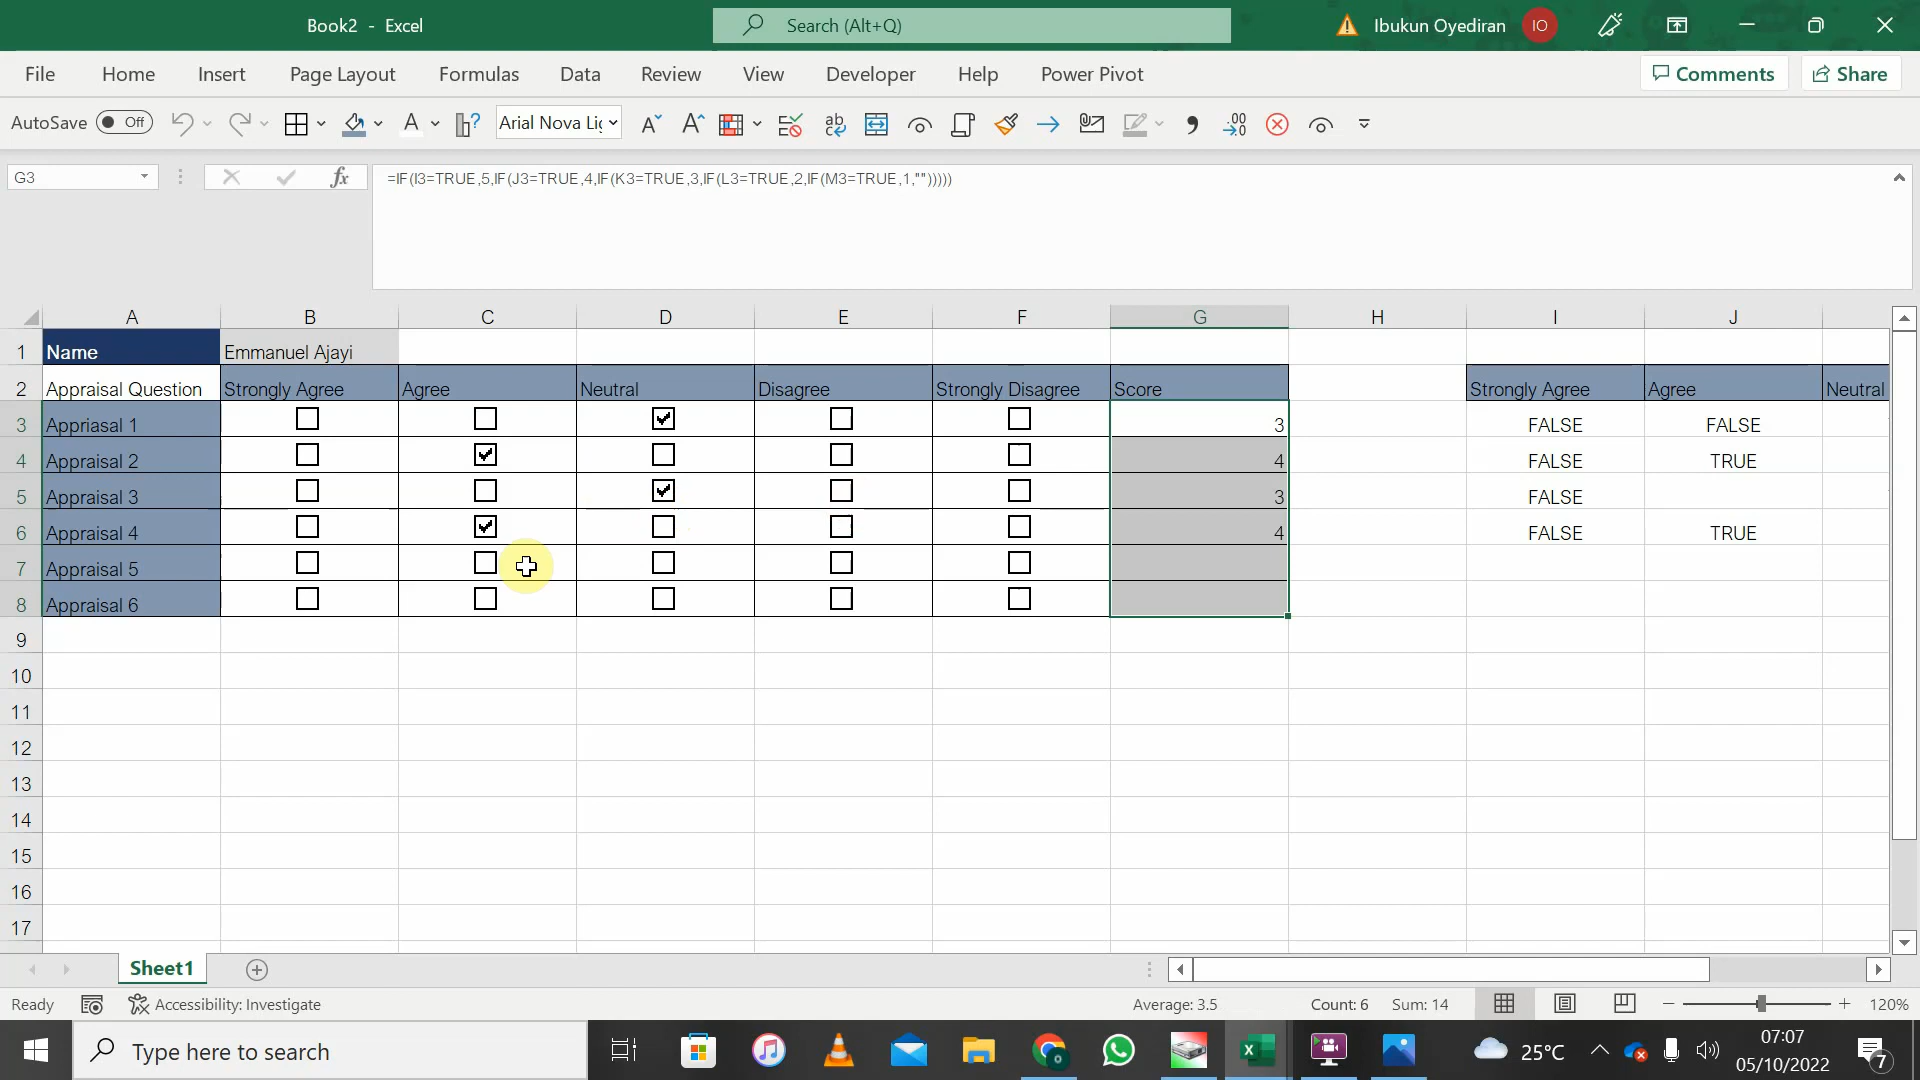 Book2 - Excel
Search (Alt+Q)
Ibukun Oyediran
IO
File Home Insert Page Layout Formulas Data Review View Developer Help Power Pivot
Comments
Share
AutoSave Off
Arial Nova Lig
G3
fx
=IF(I3=TRUE,5,IF(J3=TRUE,4,IF(K3=TRUE,3,IF(L3=TRUE,2,IF(M3=TRUE,1,"")))))
A B C D E F G H I J
1 Name Emmanuel Ajayi
2 Appraisal Question Strongly Agree Agree Neutral Disagree Strongly Disagree Score Strongly Agree Agree Neutral
3 Appriasal 1 3 FALSE FALSE
4 Appraisal 2 4 FALSE TRUE
5 Appraisal 3 3 FALSE
6 Appraisal 4 4 FALSE TRUE
7 Appraisal 5
8 Appraisal 6
9
10
11
12
13
14
15
16
17
Sheet1
Ready
Accessibility: Investigate
Average: 3.5 Count: 6 Sum: 14
120%
Type here to search
25°C
07:07
05/10/2022
7